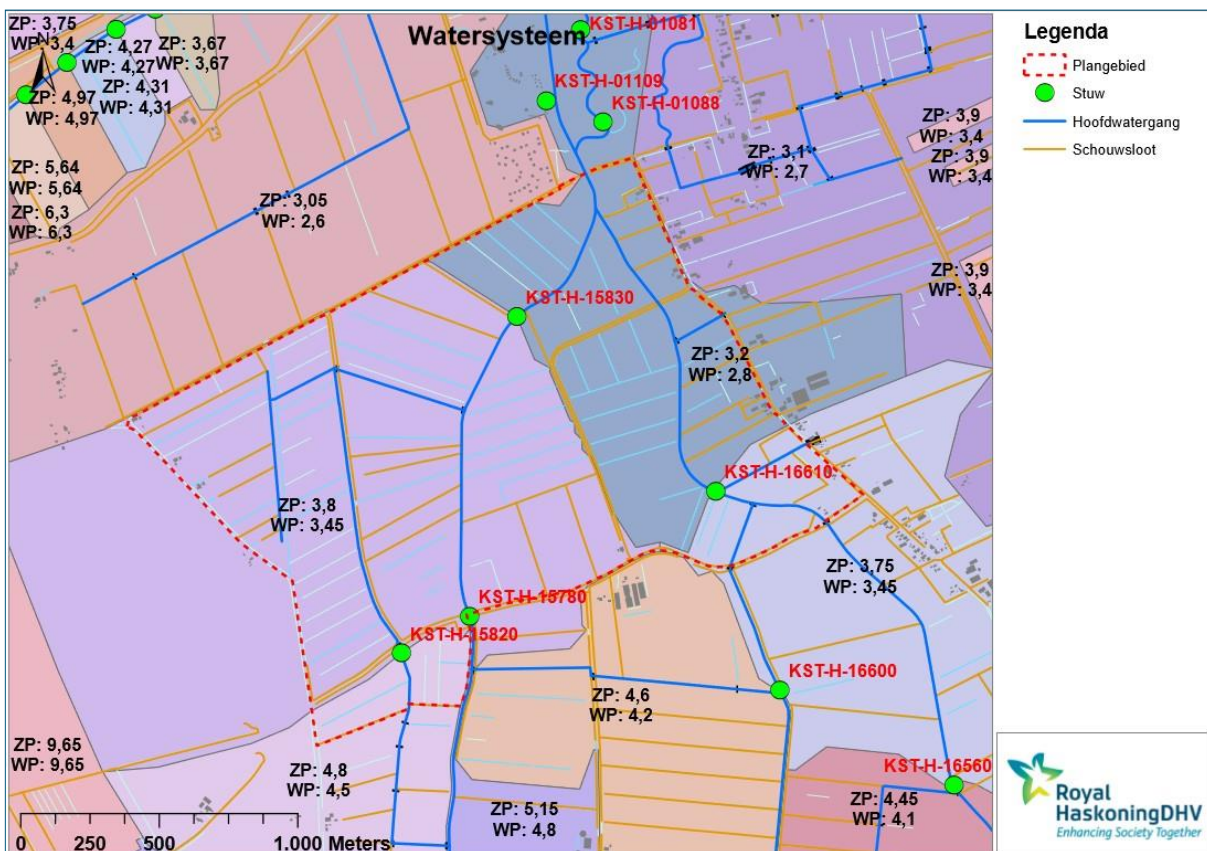 Watersysteem
N
ZP: 3,75
WP: 3,4
ZP: 4,27
WP: 4,27
ZP: 3,67
WP: 3,67
ZP: 4,31
WP: 4,31
ZP: 4,97
WP: 4,97
ZP: 5,64
WP: 5,64
ZP: 6,3
WP: 6,3
ZP: 3,05
WP: 2,6
KST-H-01081
KST-H-01109
KST-H-01088
ZP: 3,1
WP: 2,7
ZP: 3,9
WP: 3,4
ZP: 3,9
WP: 3,4
ZP: 3,9
WP: 3,4
KST-H-15830
ZP: 3,2
WP: 2,8
KST-H-16610
ZP: 3,8
WP: 3,45
ZP: 3,75
WP: 3,45
KST-H-15780
KST-H-15820
KST-H-16600
ZP: 4,6
WP: 4,2
ZP: 9,65
WP: 9,65
ZP: 4,8
WP: 4,5
ZP: 5,15
WP: 4,8
KST-H-16560
ZP: 4,45
WP: 4,1
0 250 500 1.000 Meters
Legenda
Plangebied
Stuw
Hoofdwatergang
Schouwsloot
Royal
HaskoningDHV
Enhancing Society Together